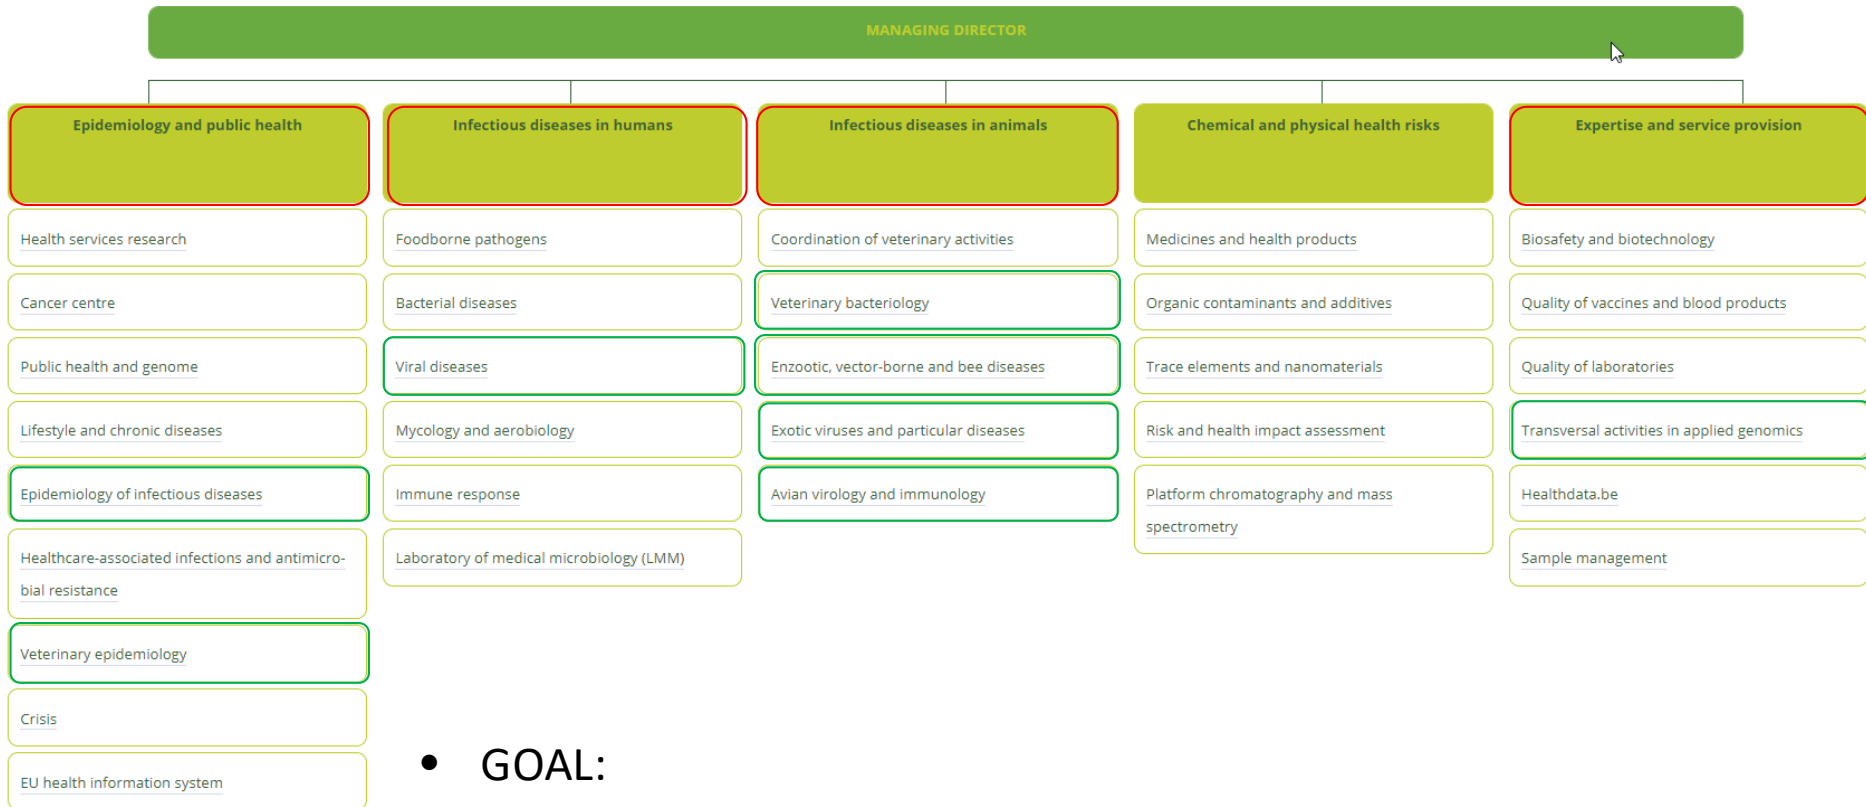 MANAGING DIRECTOR
Epidemiology and public health
Health services research
Cancer centre
Public health and genome
Lifestyle and chronic diseases
Epidemiology of infectious diseases
Healthcare-associated infections and antimicro-
bial resistance
Veterinary epidemiology
Crisis
EU health information system
Infectious diseases in humans
Foodborne pathogens
Bacterial diseases
Viral diseases
Mycology and aerobiology
Immune response
Laboratory of medical microbiology (LMM)
Infectious diseases in animals
Coordination of veterinary activities
Veterinary bacteriology
Enzootic, vector-borne and bee diseases
Exotic viruses and particular diseases
Avian virology and immunology
Chemical and physical health risks
Medicines and health products
Organic contaminants and additives
Trace elements and nanomaterials
Risk and health impact assessment
Platform chromatography and mass
spectrometry
Expertise and service provision
Biosafety and biotechnology
Quality of vaccines and blood products
Quality of laboratories
Transversal activities in applied genomics
Healthdata.be
Sample management
• GOAL: